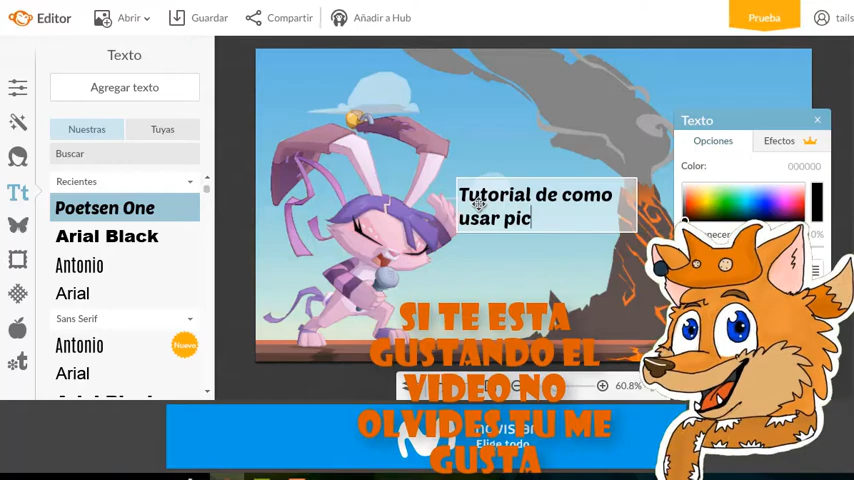 Editor
Abrir
Guardar
Compartir
Añadir a Hub
Prueba
tails
Texto
Agregar texto
Nuestras
Tuyas
Buscar
Recientes
Poetsen One
Arial Black
Antonio
Arial
Sans Serif
Antonio
Nuevo
Arial
Tutorial de como
usar pic
Texto
Opciones
Efectos
Color:
000000
60.8%
SI TE ESTA
GUSTANDO EL
VIDEO NO
OLVIDES TU ME
GUSTA
Elige todo